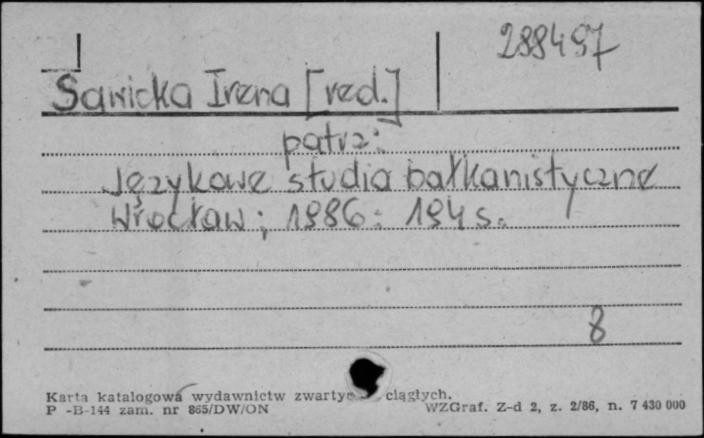 288497
Sawicka Irena [red.]
patrz:
Językowe studia bałkanistyczne
Wrocław; 1986: 194 s.
8
Karta katalogowa wydawnictw zwartych ciągłych.
P -B-144 zam. nr 865/DW/ON
WZGraf. Z-d 2, z. 2/86, n. 7 430 000